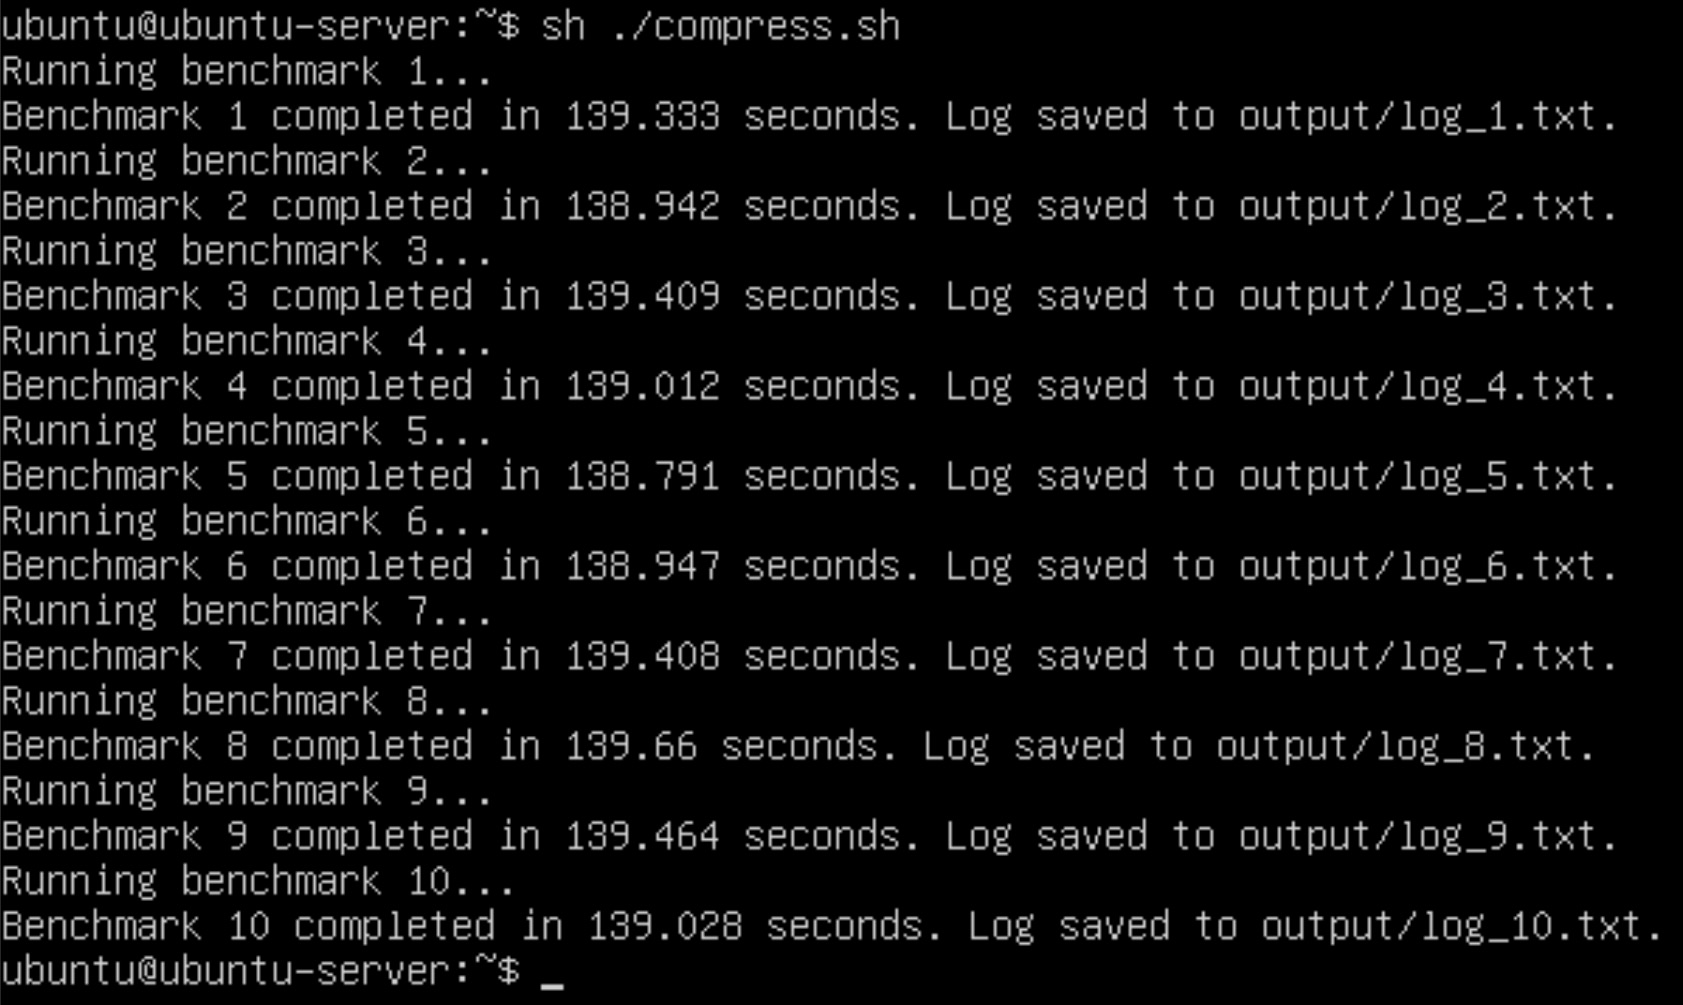 ubuntu@ubuntu-server:~$ sh ./compress.sh
Running benchmark 1...
Benchmark 1 completed in 139.333 seconds. Log saved to output/log_1.txt.
Running benchmark 2...
Benchmark 2 completed in 138.942 seconds. Log saved to output/log_2.txt.
Running benchmark 3...
Benchmark 3 completed in 139.409 seconds. Log saved to output/log_3.txt.
Running benchmark 4...
Benchmark 4 completed in 139.012 seconds. Log saved to output/log_4.txt.
Running benchmark 5...
Benchmark 5 completed in 138.791 seconds. Log saved to output/log_5.txt.
Running benchmark 6...
Benchmark 6 completed in 138.947 seconds. Log saved to output/log_6.txt.
Running benchmark 7...
Benchmark 7 completed in 139.408 seconds. Log saved to output/log_7.txt.
Running benchmark 8...
Benchmark 8 completed in 139.66 seconds. Log saved to output/log_8.txt.
Running benchmark 9...
Benchmark 9 completed in 139.464 seconds. Log saved to output/log_9.txt.
Running benchmark 10...
Benchmark 10 completed in 139.028 seconds. Log saved to output/log_10.txt.
ubuntu@ubuntu-server:~$ _